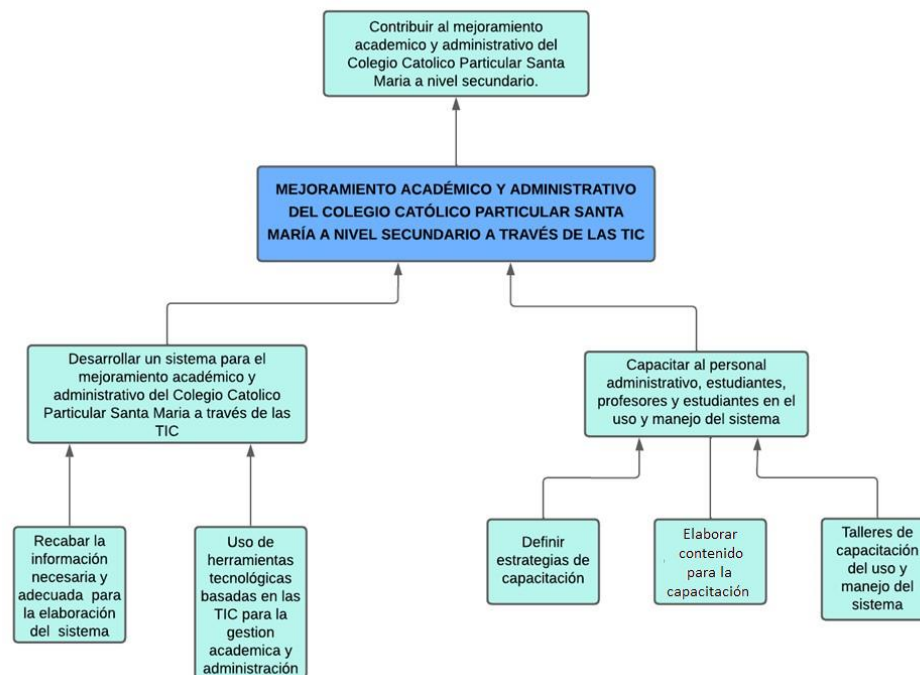 Contribuir al mejoramiento
academico y administrativo del
Colegio Catolico Particular Santa
Maria a nivel secundario.
MEJORAMIENTO ACADÉMICO Y ADMINISTRATIVO
DEL COLEGIO CATÓLICO PARTICULAR SANTA
MARÍA A NIVEL SECUNDARIO A TRAVÉS DE LAS TIC
Desarrollar un sistema para el
mejoramiento académico y
administrativo del Colegio Catolico
Particular Santa Maria a través de las
TIC
Capacitar al personal
administrativo, estudiantes,
profesores y estudiantes en el
uso y manejo del sistema
Recabar la
información
necesaria y
adecuada para
la elaboración
del sistema
Uso de
herramientas
tecnológicas
basadas en las
TIC para la
gestion
academica y
administración
Definir
estrategias de
capacitación
Elaborar
contenido
para la
capacitación
Talleres de
capacitación
del uso y
manejo del
sistema